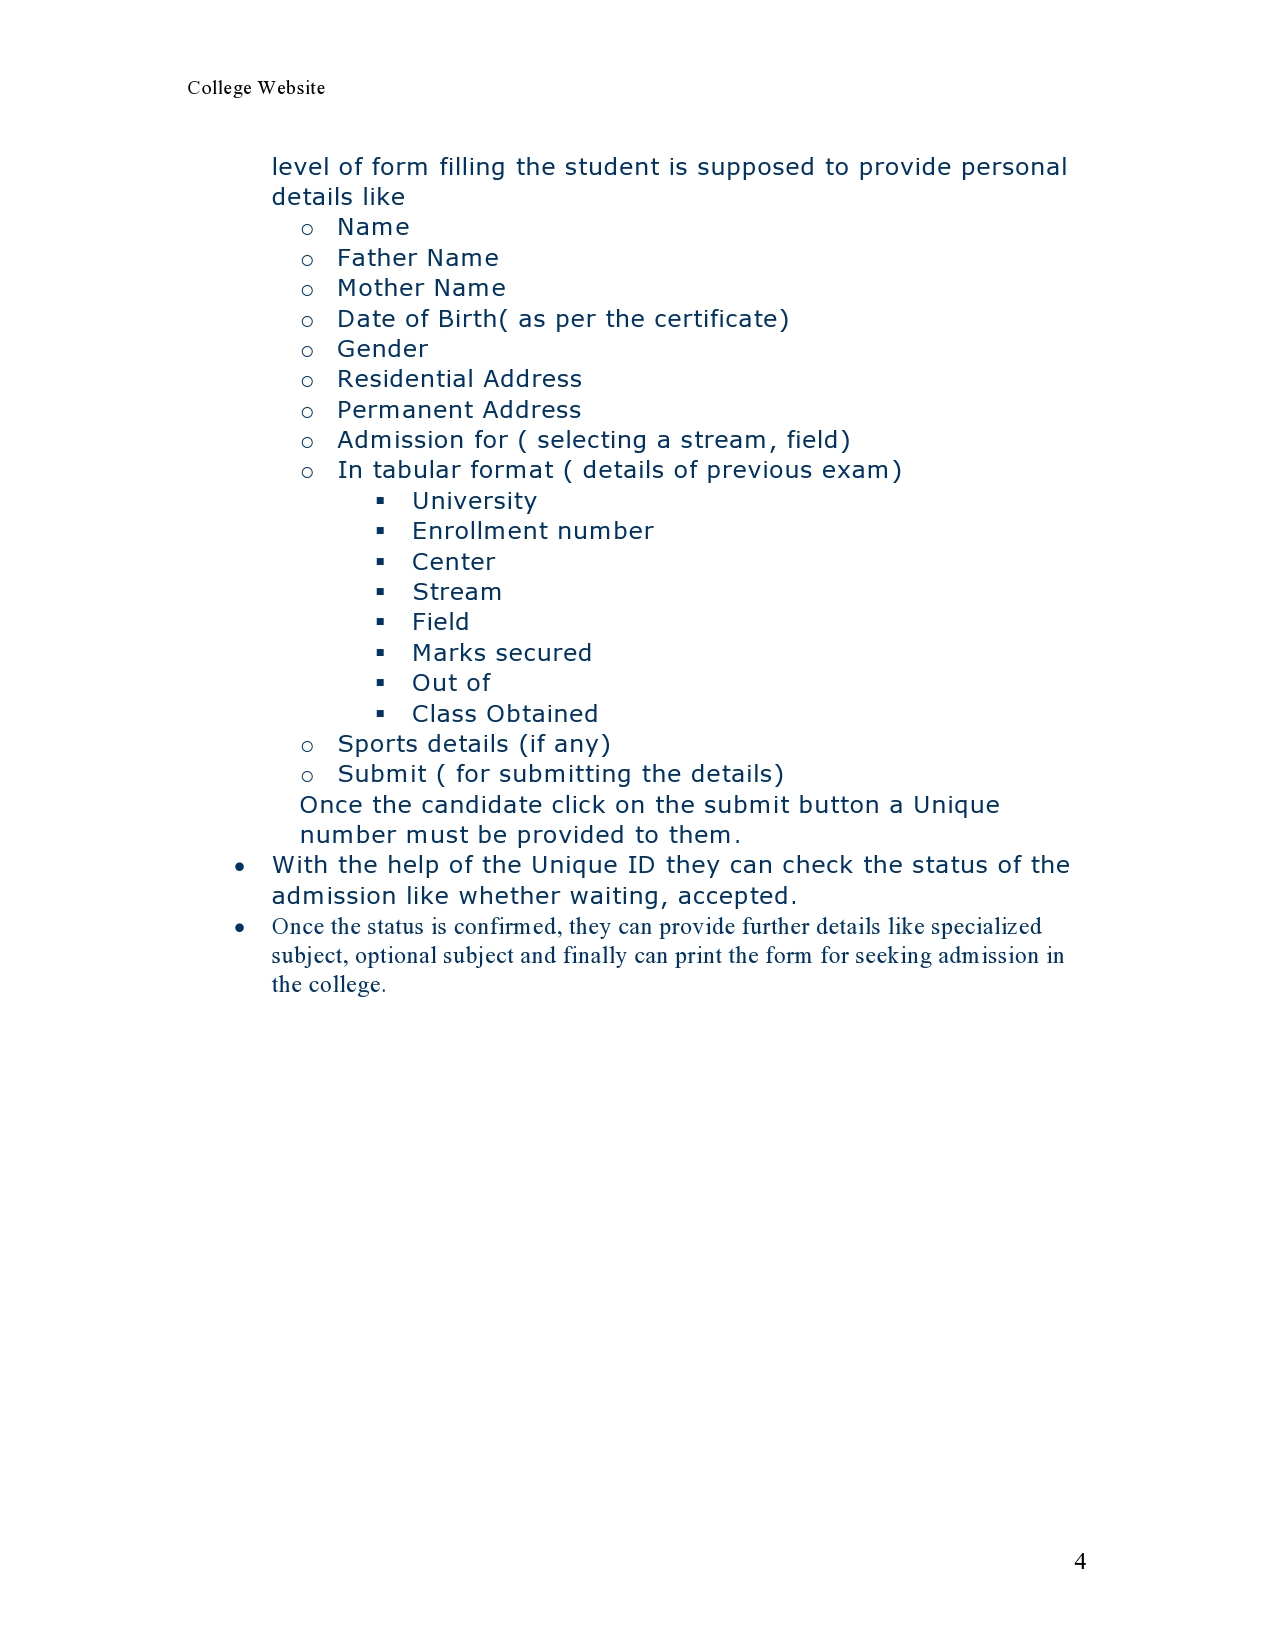 College Website
level of form filling the student is supposed to provide personal
details like
o Name
o Father Name
o Mother Name
o Date of Birth( as per the certificate)
o Gender
o Residential Address
o Permanent Address
o Admission for ( selecting a stream, field)
o In tabular format ( details of previous exam)
▪ University
▪ Enrollment number
▪ Center
▪ Stream
▪ Field
▪ Marks secured
▪ Out of
▪ Class Obtained
o Sports details (if any)
o Submit ( for submitting the details)
Once the candidate click on the submit button a Unique
number must be provided to them.
• With the help of the Unique ID they can check the status of the
admission like whether waiting, accepted.
• Once the status is confirmed, they can provide further details like specialized
subject, optional subject and finally can print the form for seeking admission in
the college.
4